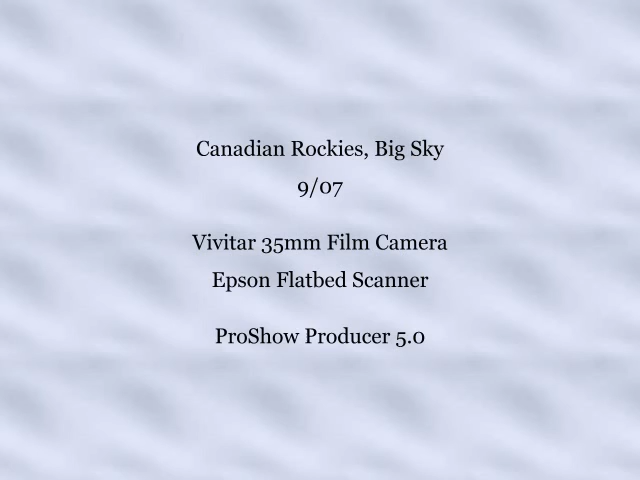 Canadian Rockies, Big Sky
9/07
Vivitar 35mm Film Camera
Epson Flatbed Scanner
ProShow Producer 5.0